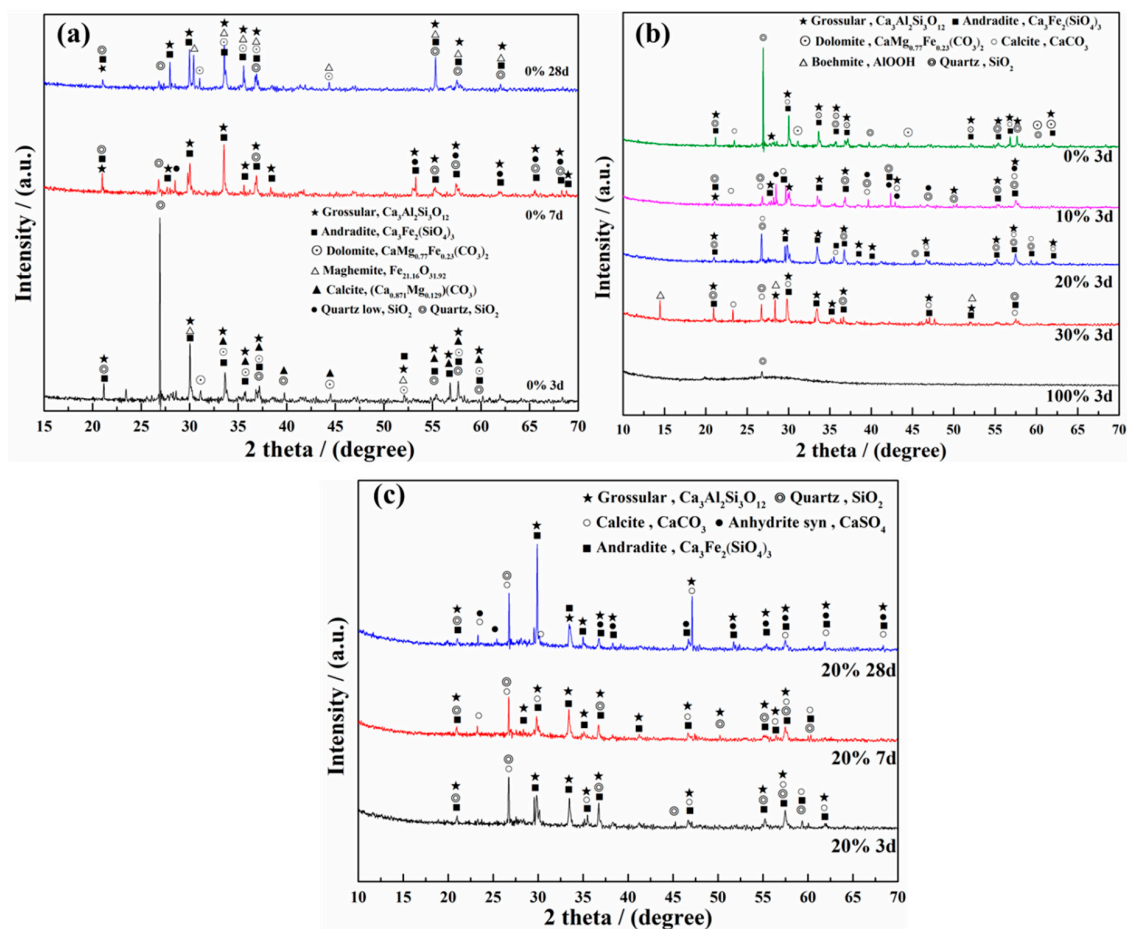 (a)
0% 28d
0% 7d
★ Grossular, Ca3Al2Si3O12
■ Andradite, Ca3Fe2(SiO4)3
⊙ Dolomite, CaMg0.77Fe0.23(CO3)2
△ Maghemite, Fe21.16O31.92
▲ Calcite, (Ca0.871Mg0.129)(CO3)
● Quartz low, SiO2 ◎ Quartz, SiO2
0% 3d
Intensity / (a.u.)
15 20 25 30 35 40 45 50 55 60 65 70
2 theta / (degree)
(b)
★ Grossular , Ca3Al2Si3O12 ■ Andradite , Ca3Fe2(SiO4)3
⊙ Dolomite , CaMg0.77Fe0.23(CO3)2 ○ Calcite , CaCO3
△ Boehmite , AlOOH ◎ Quartz , SiO2
0% 3d
10% 3d
20% 3d
30% 3d
100% 3d
Intensity / (a.u.)
10 15 20 25 30 35 40 45 50 55 60 65 70
2 theta / (degree)
(c)
★ Grossular , Ca3Al2Si3O12 ◎ Quartz , SiO2
○ Calcite , CaCO3 ● Anhydrite syn , CaSO4
■ Andradite , Ca3Fe2(SiO4)3
20% 28d
20% 7d
20% 3d
Intensity / (a.u.)
10 15 20 25 30 35 40 45 50 55 60 65 70
2 theta / (degree)